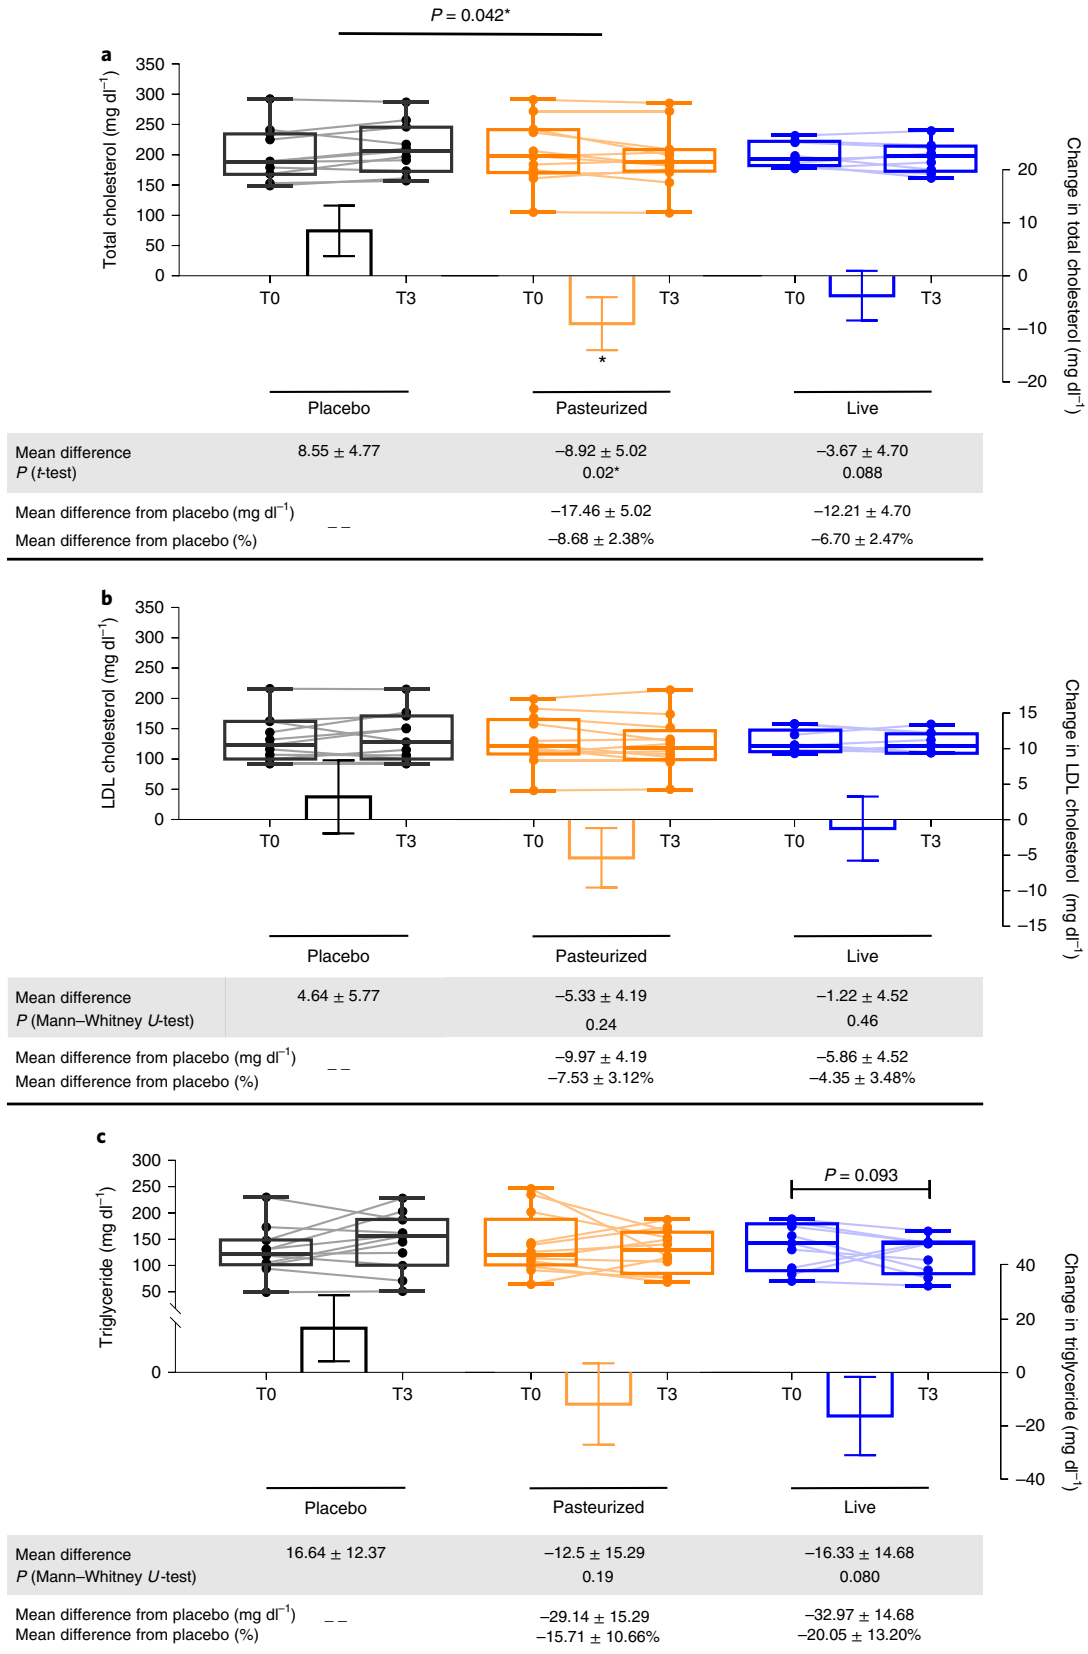 P = 0.042*
a
350
300
250
200
150
100
50
0
Total cholesterol (mg dl⁻¹)
20
10
0
−10
−20
Change in total cholesterol (mg dl⁻¹)
T0 T3 T0 T3 T0 T3
*
Placebo Pasteurized Live
Mean difference 8.55 ± 4.77 −8.92 ± 5.02 −3.67 ± 4.70
P (t-test) 0.02* 0.088
Mean difference from placebo (mg dl⁻¹) −17.46 ± 5.02 −12.21 ± 4.70
– –
Mean difference from placebo (%) −8.68 ± 2.38% −6.70 ± 2.47%
b
350
300
250
200
150
100
50
0
LDL cholesterol (mg dl⁻¹)
15
10
5
0
−5
−10
−15
Change in LDL cholesterol (mg dl⁻¹)
T0 T3 T0 T3 T0 T3
Placebo Pasteurized Live
Mean difference 4.64 ± 5.77 −5.33 ± 4.19 −1.22 ± 4.52
P (Mann–Whitney U-test) 0.24 0.46
Mean difference from placebo (mg dl⁻¹) −9.97 ± 4.19 −5.86 ± 4.52
– –
Mean difference from placebo (%) −7.53 ± 3.12% −4.35 ± 3.48%
c
300
250
200
150
100
50
0
Triglyceride (mg dl⁻¹)
P = 0.093
40
20
0
−20
−40
Change in triglyceride (mg dl⁻¹)
T0 T3 T0 T3 T0 T3
Placebo Pasteurized Live
Mean difference 16.64 ± 12.37 −12.5 ± 15.29 −16.33 ± 14.68
P (Mann–Whitney U-test) 0.19 0.080
Mean difference from placebo (mg dl⁻¹) – – −29.14 ± 15.29 −32.97 ± 14.68
Mean difference from placebo (%) −15.71 ± 10.66% −20.05 ± 13.20%